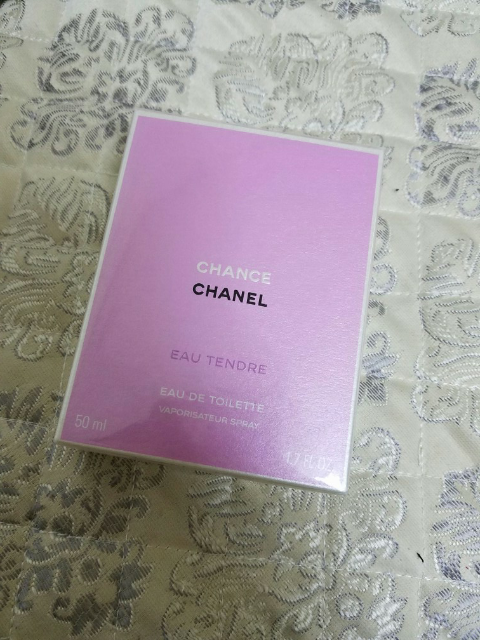 CHANCE
CHANEL
EAU TENDRE
EAU DE TOILETTE
VAPORISATEUR SPRAY
50 ml
1.7 FL. OZ.